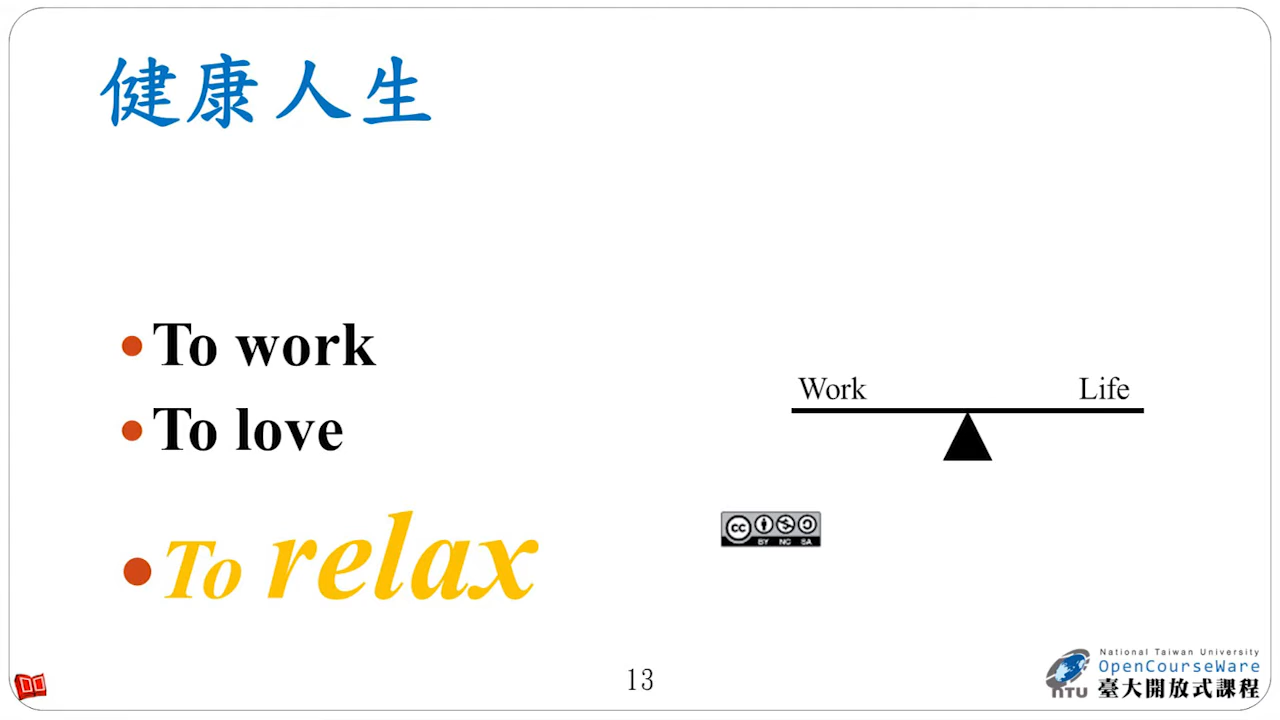 健康人生
To work
To love
To relax
Work Life
cc BY NC SA
13
National Taiwan University
OpenCourseWare
NTU 臺大開放式課程